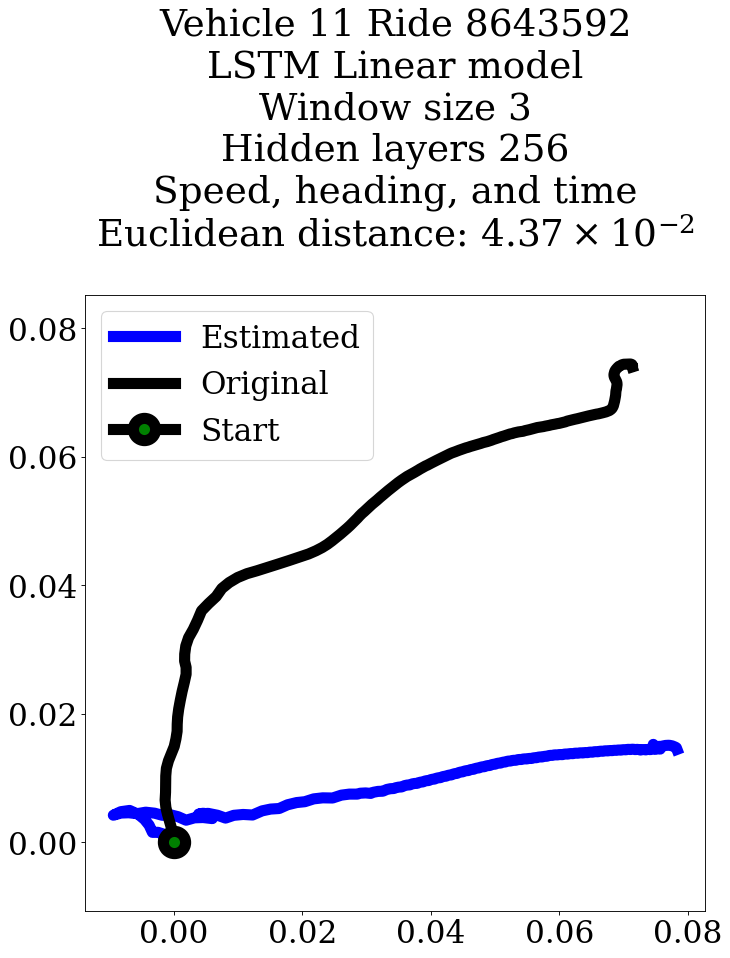 Vehicle 11 Ride 8643592
LSTM Linear model
Window size 3
Hidden layers 256
Speed, heading, and time
Euclidean distance: 4.37 × 10⁻²
Estimated
Original
Start
0.08
0.06
0.04
0.02
0.00
0.00 0.02 0.04 0.06 0.08